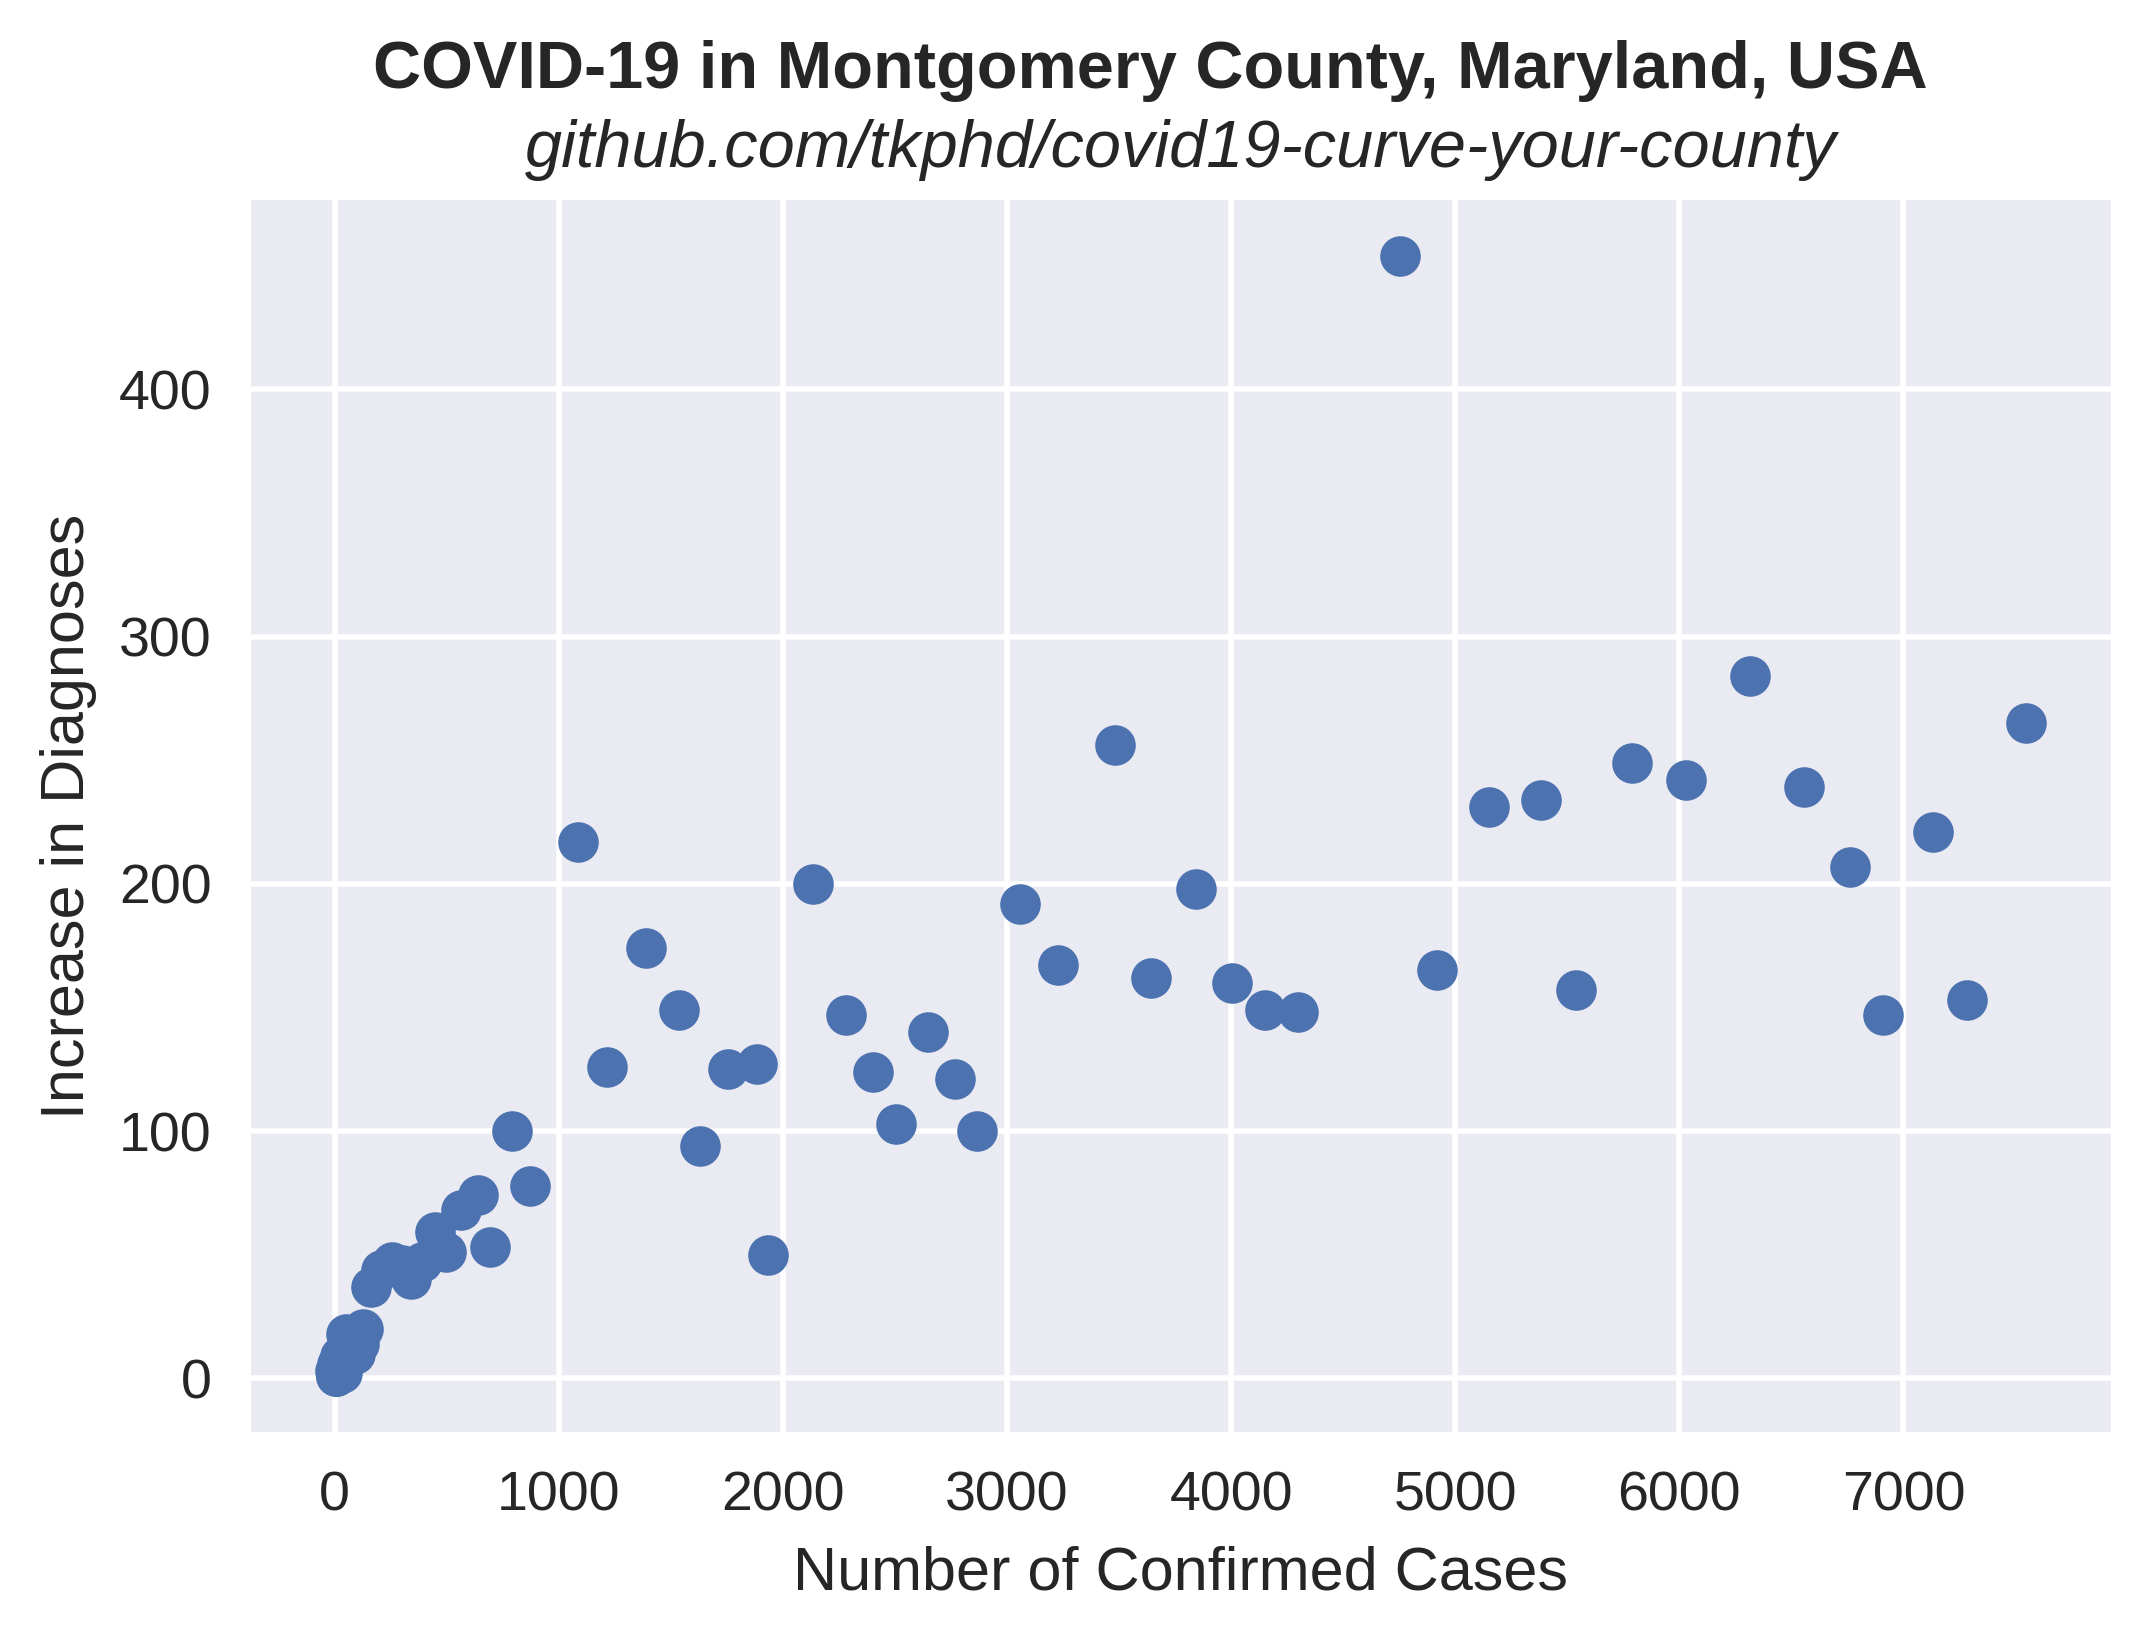 COVID-19 in Montgomery County, Maryland, USA
github.com/tkphd/covid19-curve-your-county
Increase in Diagnoses
400
300
200
100
0
0 1000 2000 3000 4000 5000 6000 7000
Number of Confirmed Cases